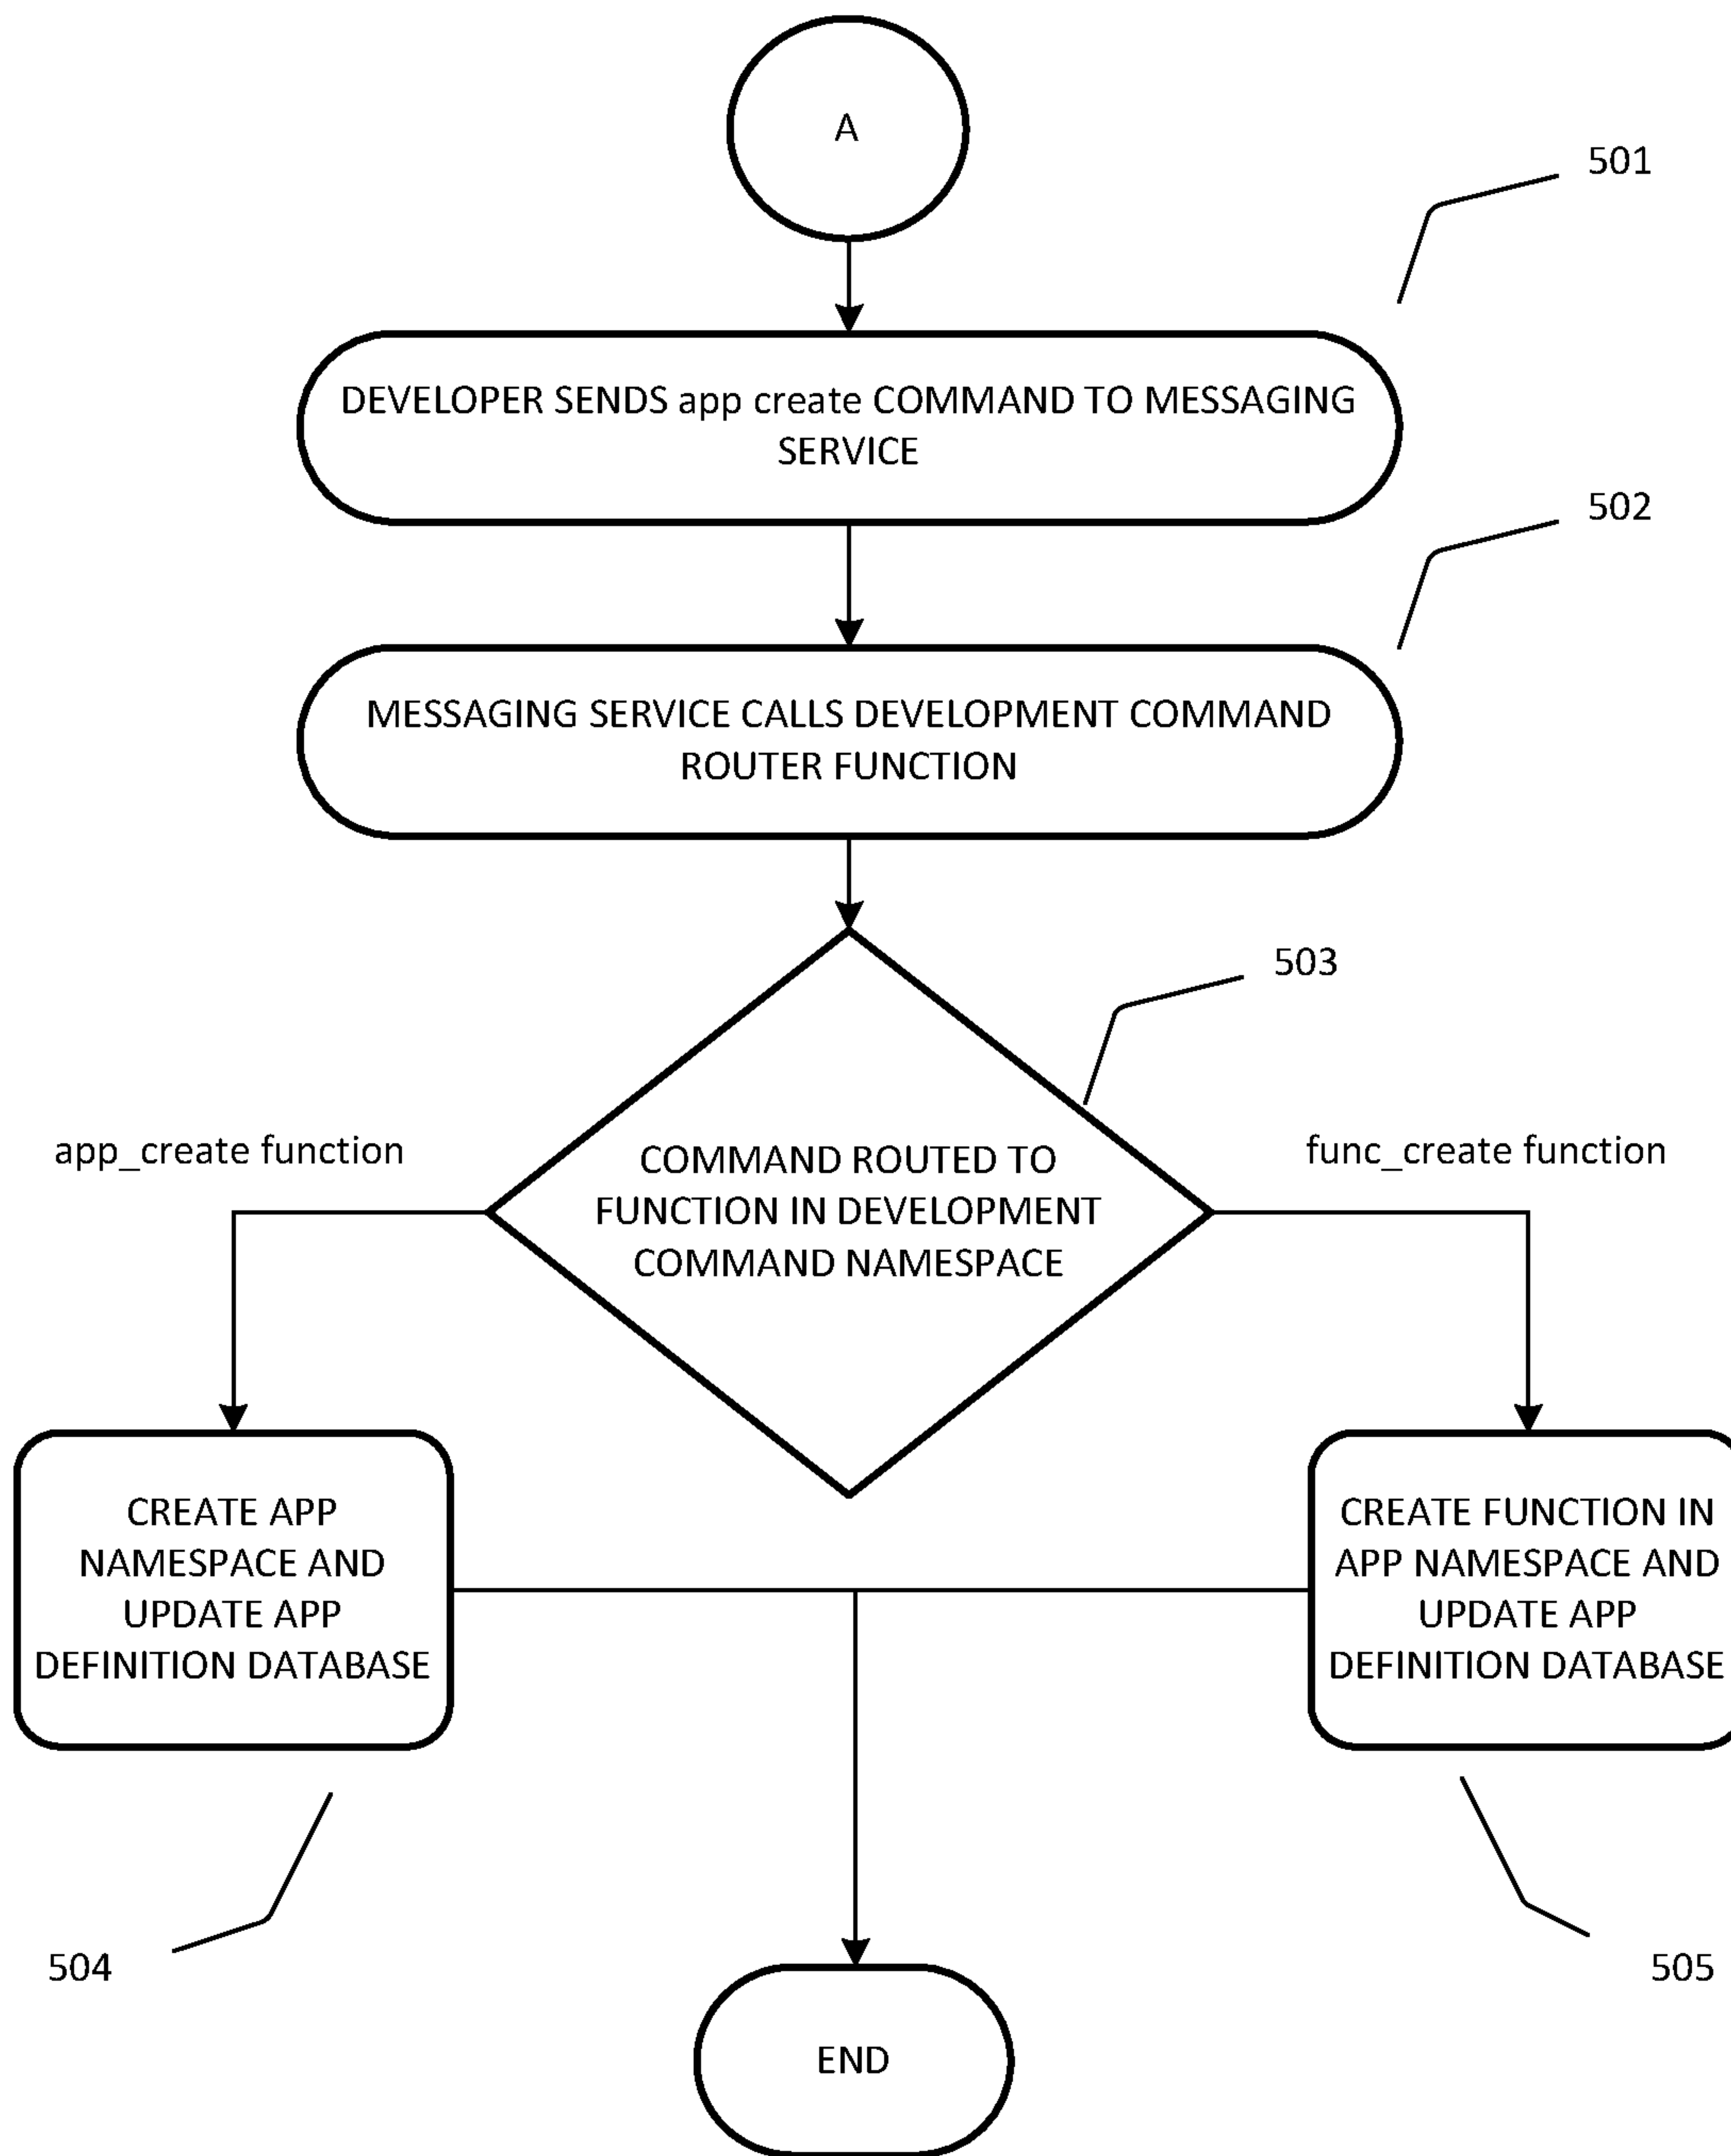 A
501
DEVELOPER SENDS app create COMMAND TO MESSAGING
SERVICE
502
MESSAGING SERVICE CALLS DEVELOPMENT COMMAND
ROUTER FUNCTION
503
app_create function
COMMAND ROUTED TO
FUNCTION IN DEVELOPMENT
COMMAND NAMESPACE
func_create function
CREATE APP
NAMESPACE AND
UPDATE APP
DEFINITION DATABASE
CREATE FUNCTION IN
APP NAMESPACE AND
UPDATE APP
DEFINITION DATABASE
504
505
END